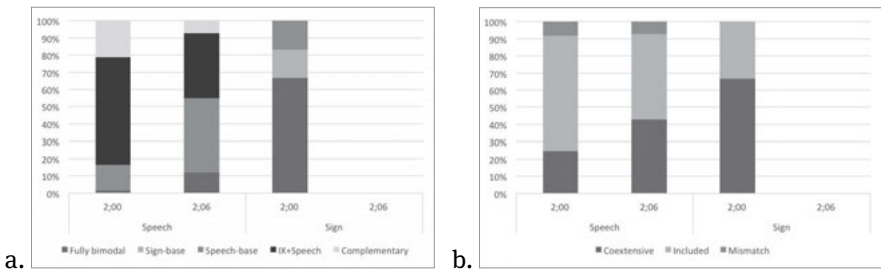 100%
90%
80%
70%
60%
50%
40%
30%
20%
10%
0%
2;00 2;06 2;00 2;06
Speech Sign
Fully bimodal Sign-base Speech-base IX+Speech Complementary
a.
100%
90%
80%
70%
60%
50%
40%
30%
20%
10%
0%
2;00 2;06 2;00 2;06
Speech Sign
Coextensive Included Mismatch
b.